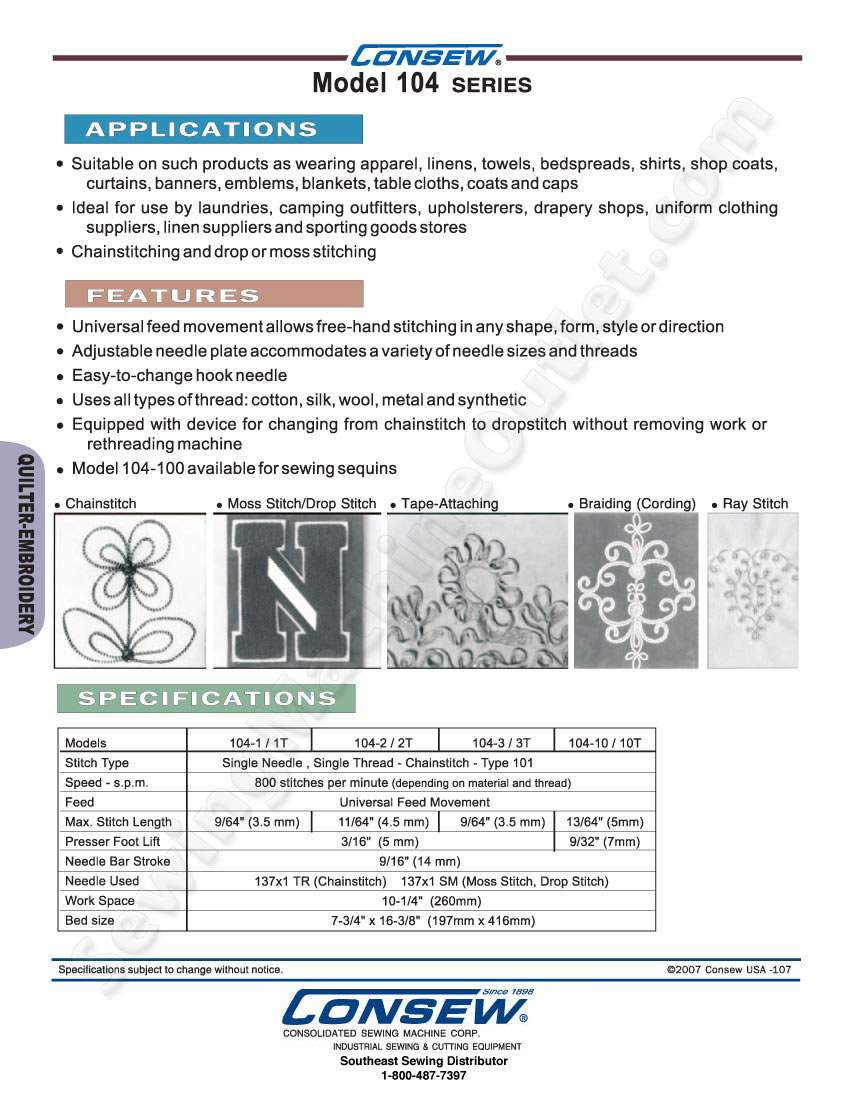 CONSEW®
Model 104 SERIES
APPLICATIONS
• Suitable on such products as wearing apparel, linens, towels, bedspreads, shirts, shop coats,
curtains, banners, emblems, blankets, table cloths, coats and caps
• Ideal for use by laundries, camping outfitters, upholsterers, drapery shops, uniform clothing
suppliers, linen suppliers and sporting goods stores
• Chainstitching and drop or moss stitching
FEATURES
• Universal feed movement allows free-hand stitching in any shape, form, style or direction
• Adjustable needle plate accommodates a variety of needle sizes and threads
• Easy-to-change hook needle
• Uses all types of thread: cotton, silk, wool, metal and synthetic
• Equipped with device for changing from chainstitch to dropstitch without removing work or
rethreading machine
• Model 104-100 available for sewing sequins
QUILTER-EMBROIDERY
• Chainstitch • Moss Stitch/Drop Stitch • Tape-Attaching • Braiding (Cording) • Ray Stitch
N
SPECIFICATIONS
Models 104-1 / 1T 104-2 / 2T 104-3 / 3T 104-10 / 10T
Stitch Type Single Needle , Single Thread - Chainstitch - Type 101
Speed - s.p.m. 800 stitches per minute (depending on material and thread)
Feed Universal Feed Movement
Max. Stitch Length 9/64" (3.5 mm) 11/64" (4.5 mm) 9/64" (3.5 mm) 13/64" (5mm)
Presser Foot Lift 3/16" (5 mm) 9/32" (7mm)
Needle Bar Stroke 9/16" (14 mm)
Needle Used 137x1 TR (Chainstitch) 137x1 SM (Moss Stitch, Drop Stitch)
Work Space 10-1/4" (260mm)
Bed size 7-3/4" x 16-3/8" (197mm x 416mm)
SewingMachineOutlet.com
Specifications subject to change without notice. ©2007 Consew USA -107
Since 1898
CONSEW®
CONSOLIDATED SEWING MACHINE CORP.
INDUSTRIAL SEWING & CUTTING EQUIPMENT
Southeast Sewing Distributor
1-800-487-7397